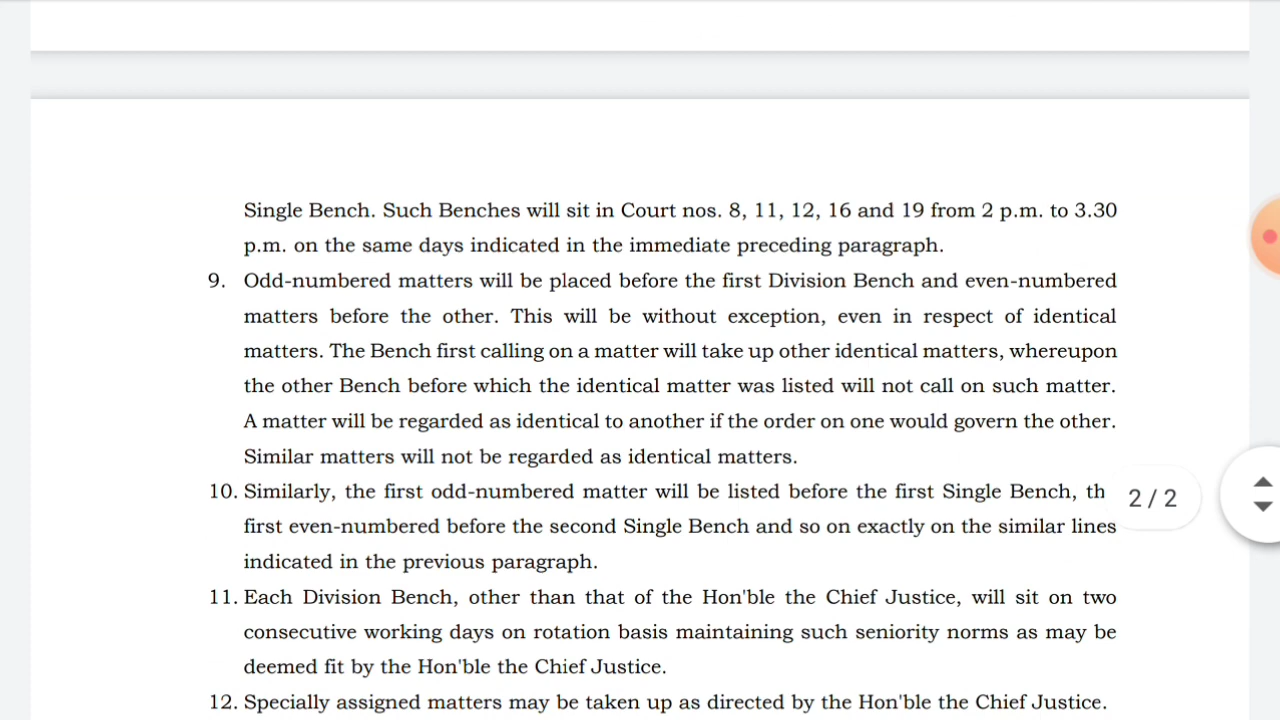 Single Bench. Such Benches will sit in Court nos. 8, 11, 12, 16 and 19 from 2 p.m. to 3.30
p.m. on the same days indicated in the immediate preceding paragraph.
9. Odd-numbered matters will be placed before the first Division Bench and even-numbered
matters before the other. This will be without exception, even in respect of identical
matters. The Bench first calling on a matter will take up other identical matters, whereupon
the other Bench before which the identical matter was listed will not call on such matter.
A matter will be regarded as identical to another if the order on one would govern the other.
Similar matters will not be regarded as identical matters.
10. Similarly, the first odd-numbered matter will be listed before the first Single Bench, th
2 / 2
first even-numbered before the second Single Bench and so on exactly on the similar lines
indicated in the previous paragraph.
11. Each Division Bench, other than that of the Hon'ble the Chief Justice, will sit on two
consecutive working days on rotation basis maintaining such seniority norms as may be
deemed fit by the Hon'ble the Chief Justice.
12. Specially assigned matters may be taken up as directed by the Hon'ble the Chief Justice.